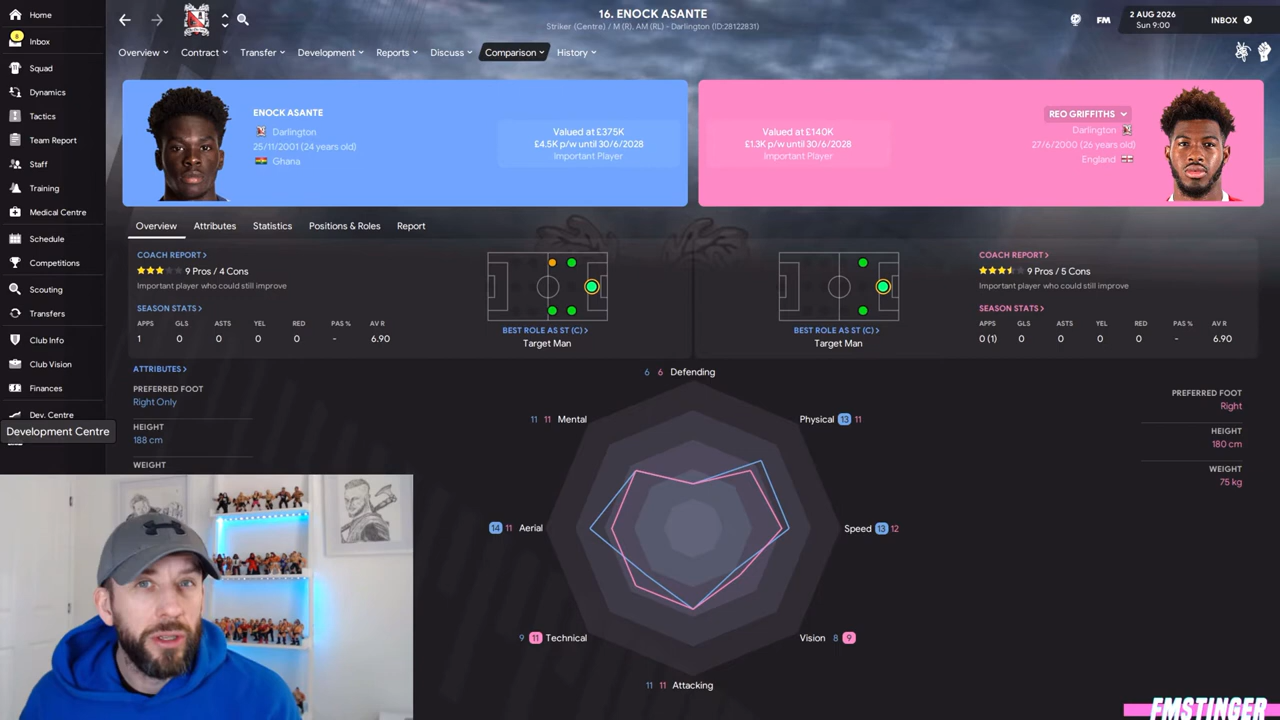 Home
8
Inbox
Squad
Dynamics
Tactics
Team Report
Staff
Training
Medical Centre
Schedule
Competitions
Scouting
Transfers
Club Info
Club Vision
Finances
Dev. Centre
Development Centre
16. ENOCK ASANTE
Striker (Centre) / M (R), AM (RL) - Darlington (ID:28122831)
FM
2 AUG 2026
Sun 9:00
INBOX
Overview
Contract
Transfer
Development
Reports
Discuss
Comparison
History
ENOCK ASANTE
Darlington
25/11/2001 (24 years old)
Ghana
Valued at £375K
£4.5K p/w until 30/6/2028
Important Player
Valued at £140K
£1.3K p/w until 30/6/2028
Important Player
REO GRIFFITHS
Darlington
27/6/2000 (26 years old)
England
Overview Attributes Statistics Positions & Roles Report
COACH REPORT >
9 Pros / 4 Cons
Important player who could still improve
SEASON STATS >
APPS GLS ASTS YEL RED PAS % AV R
1 0 0 0 0 - 6.90
BEST ROLE AS ST (C) >
Target Man
BEST ROLE AS ST (C) >
Target Man
COACH REPORT >
9 Pros / 5 Cons
Important player who could still improve
SEASON STATS >
APPS GLS ASTS YEL RED PAS % AV R
0 (1) 0 0 0 0 - 6.90
ATTRIBUTES >
PREFERRED FOOT
Right Only
HEIGHT
188 cm
WEIGHT
6 6 Defending
11 11 Mental
Physical 13 11
14 11 Aerial
Speed 13 12
9 11 Technical
Vision 8 9
11 11 Attacking
PREFERRED FOOT
Right
HEIGHT
180 cm
WEIGHT
75 kg
FMSTINGER